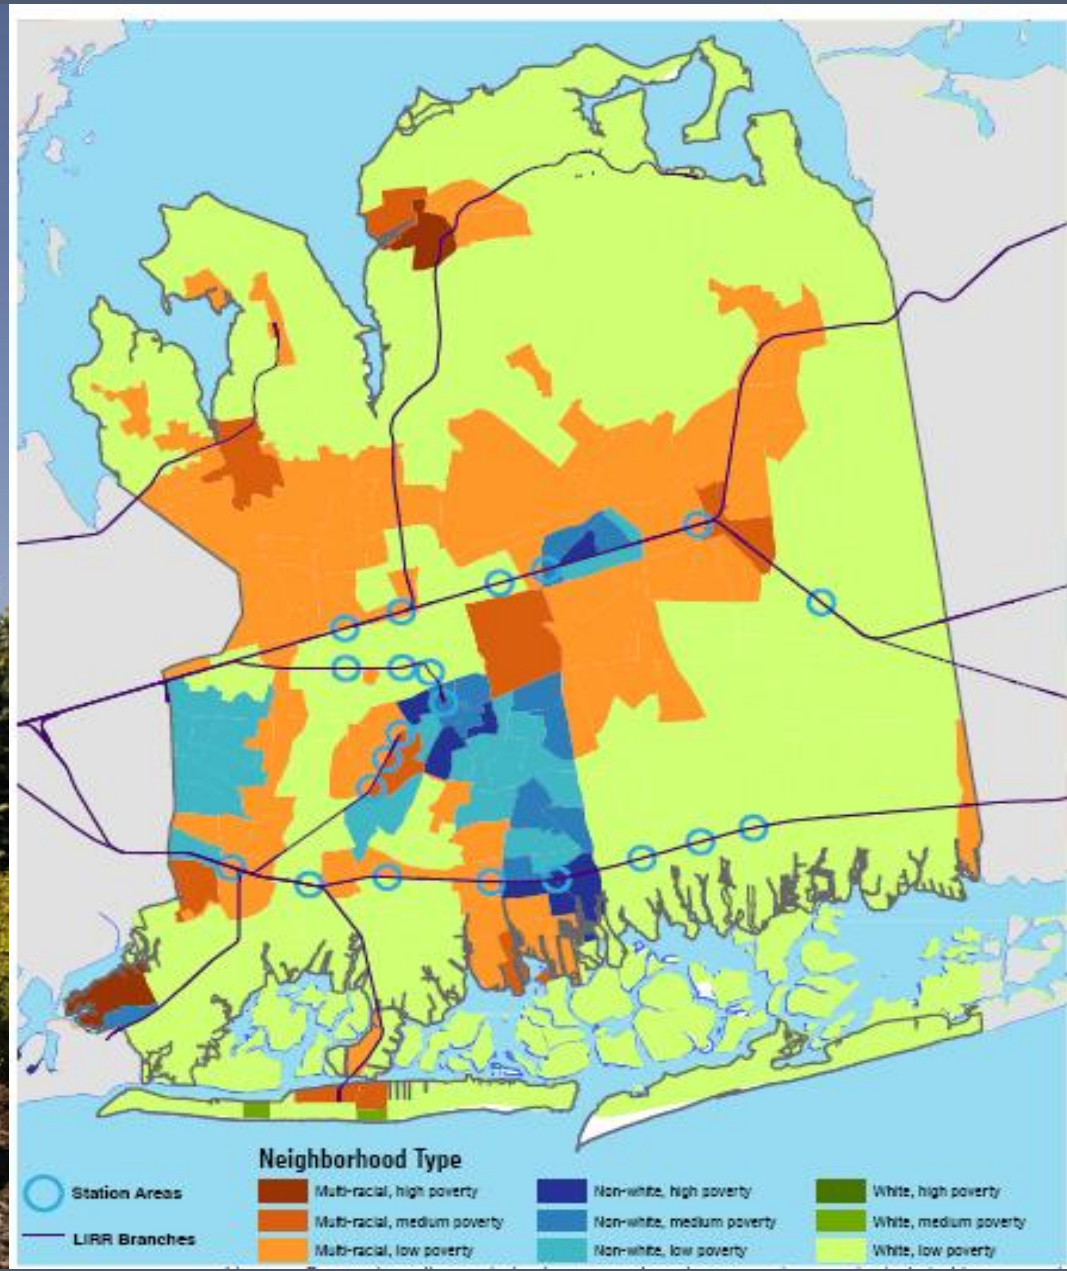 Neighborhood Type
Station Areas
LIRR Branches
Multi-racial, high poverty
Multi-racial, medium poverty
Multi-racial, low poverty
Non-white, high poverty
Non-white, medium poverty
Non-white, low poverty
White, high poverty
White, medium poverty
White, low poverty